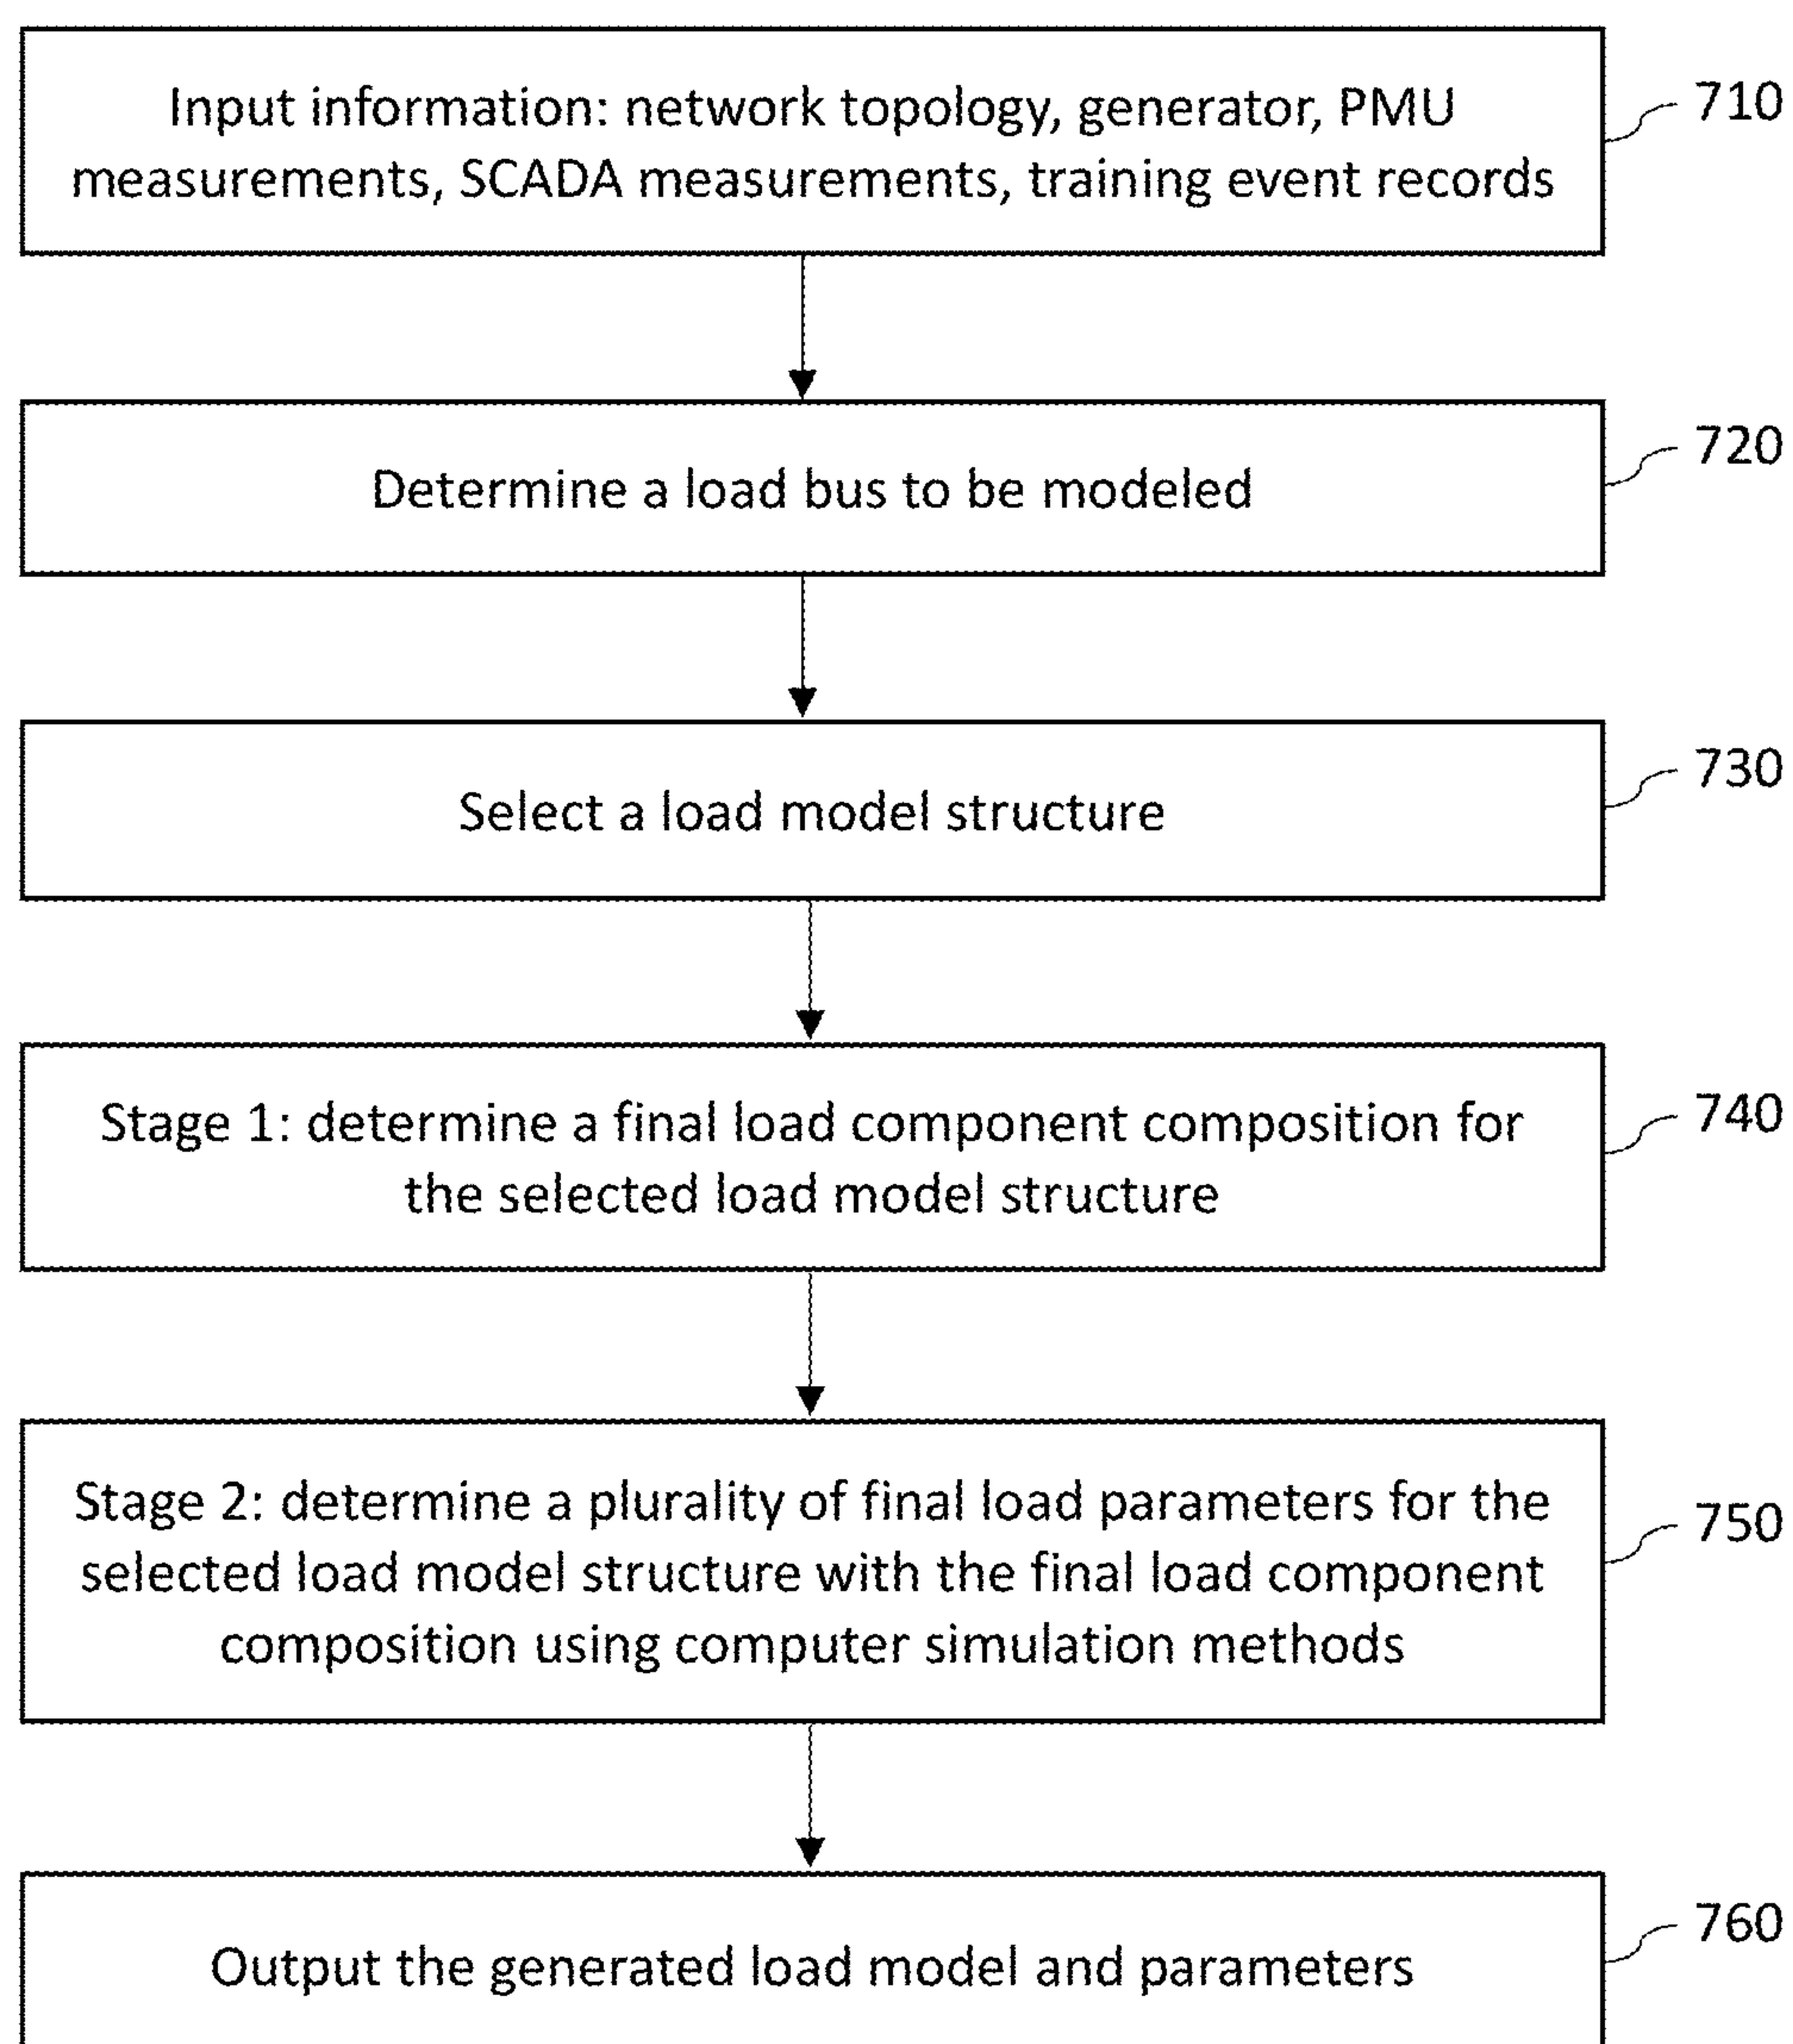 Input information: network topology, generator, PMU
measurements, SCADA measurements, training event records
710
Determine a load bus to be modeled
720
Select a load model structure
730
Stage 1: determine a final load component composition for
the selected load model structure
740
Stage 2: determine a plurality of final load parameters for the
selected load model structure with the final load component
composition using computer simulation methods
750
Output the generated load model and parameters
760